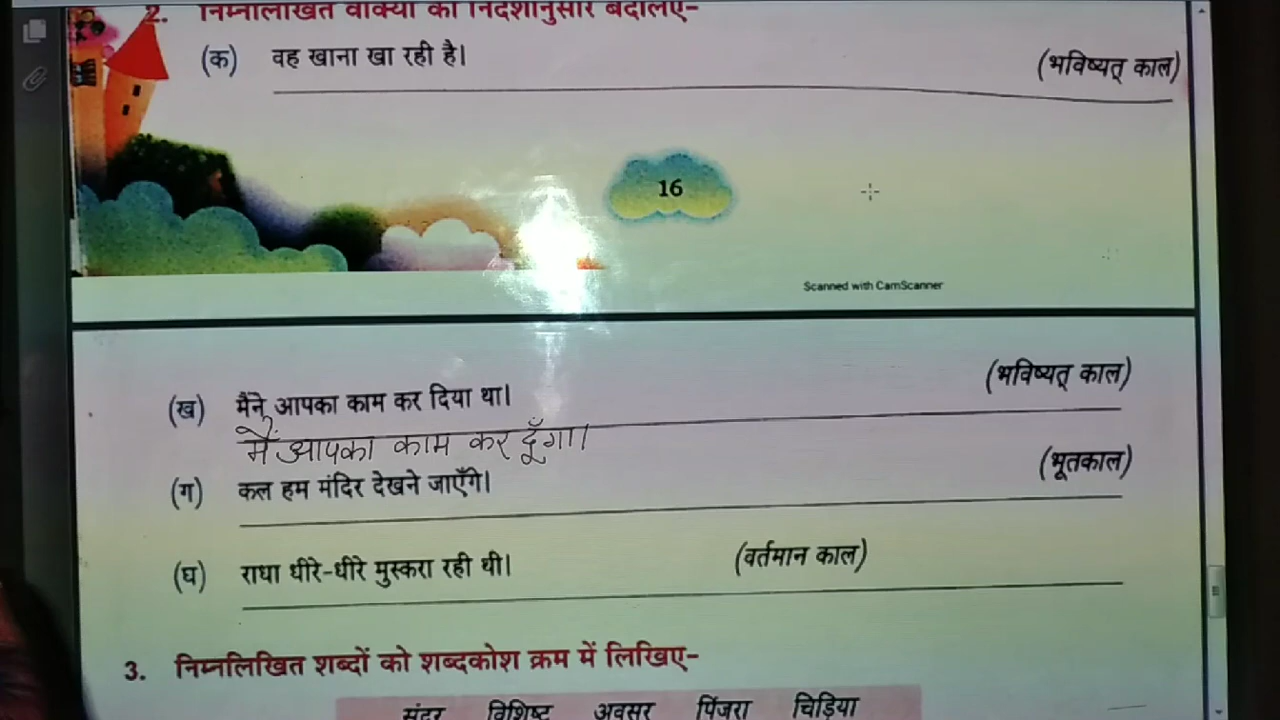 2. निम्नलिखित वाक्यों को निर्देशानुसार बदलिए-
(क) वह खाना खा रही है। (भविष्यत् काल)
16
Scanned with CamScanner
(ख) मैंने आपका काम कर दिया था। (भविष्यत् काल)
मैं आपका काम कर दूँगा।
(ग) कल हम मंदिर देखने जाएँगे। (भूतकाल)
(घ) राधा धीरे-धीरे मुस्करा रही थी। (वर्तमान काल)
3. निम्नलिखित शब्दों को शब्दकोश क्रम में लिखिए-
सुंदर विशिष्ट अवसर पिंजरा चिड़िया